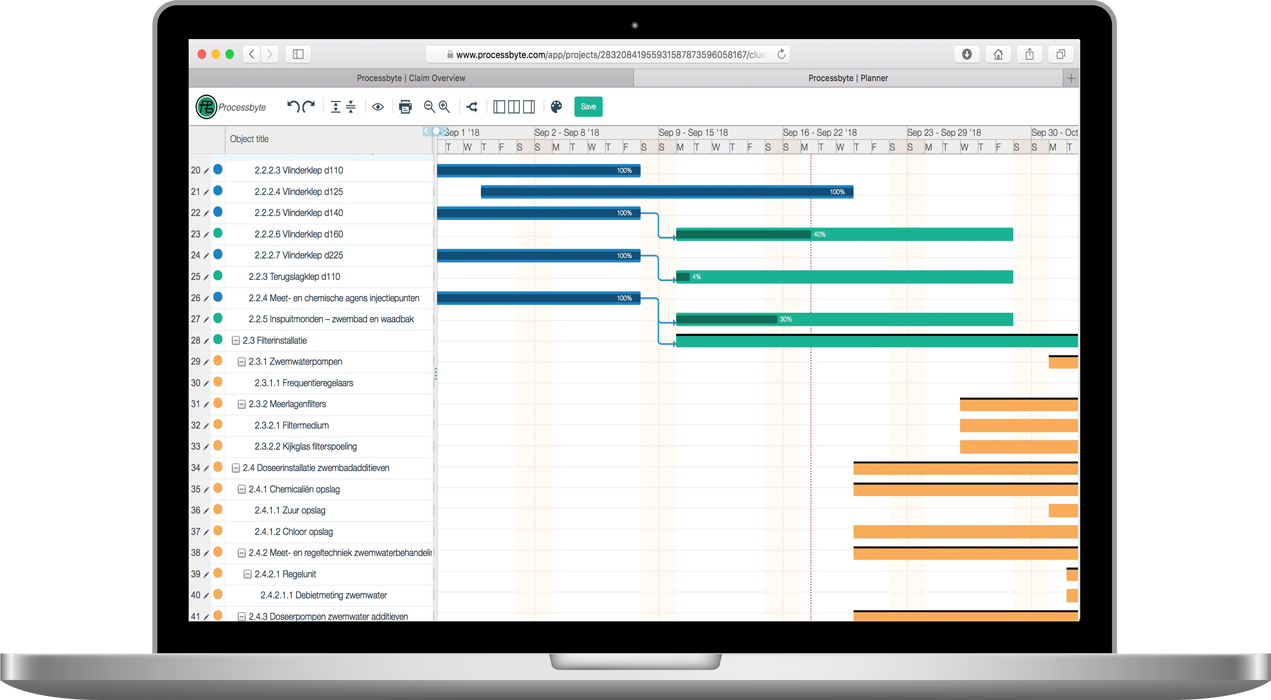 www.processbyte.com/app/projects/28320841955931587873596058167/clus
Processbyte | Claim Overview
Processbyte | Planner
Processbyte
Save
Object title
Sep 1 '18 Sep 2 - Sep 8 '18 Sep 9 - Sep 15 '18 Sep 16 - Sep 22 '18 Sep 23 - Sep 29 '18 Sep 30 - Oct
T W T F S S M T W T F S S M T W T F S S M T W T F S S M T W T F S S M T
20 2.2.2.3 Vlinderklep d110 100%
21 2.2.2.4 Vlinderklep d125 100%
22 2.2.2.5 Vlinderklep d140 100%
23 2.2.2.6 Vlinderklep d160 40%
24 2.2.2.7 Vlinderklep d225 100%
25 2.2.3 Terugslagklep d110 4%
26 2.2.4 Meet- en chemische agens injectiepunten 100%
27 2.2.5 Inspuitmonden – zwembad en waadbak 30%
28 2.3 Filterinstallatie
29 2.3.1 Zwemwaterpompen
30 2.3.1.1 Frequentieregelaars
31 2.3.2 Meerlagenfilters
32 2.3.2.1 Filtermedium
33 2.3.2.2 Kijkglas filterspoeling
34 2.4 Doseerinstallatie zwembadadditieven
35 2.4.1 Chemicaliën opslag
36 2.4.1.1 Zuur opslag
37 2.4.1.2 Chloor opslag
38 2.4.2 Meet- en regeltechniek zwemwaterbehandelin
39 2.4.2.1 Regelunit
40 2.4.2.1.1 Debietmeting zwemwater
41 2.4.3 Doseerpompen zwemwater additieven